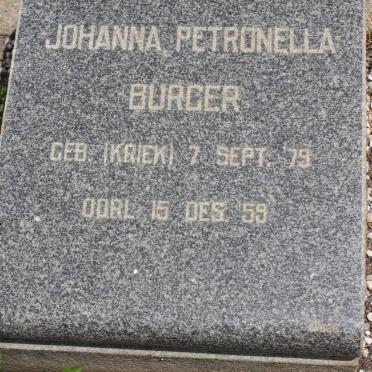 JOHANNA PETRONELLA
BURGER
GEB. (KRIEK) 7 SEPT. '79
OORL 15 DES '59